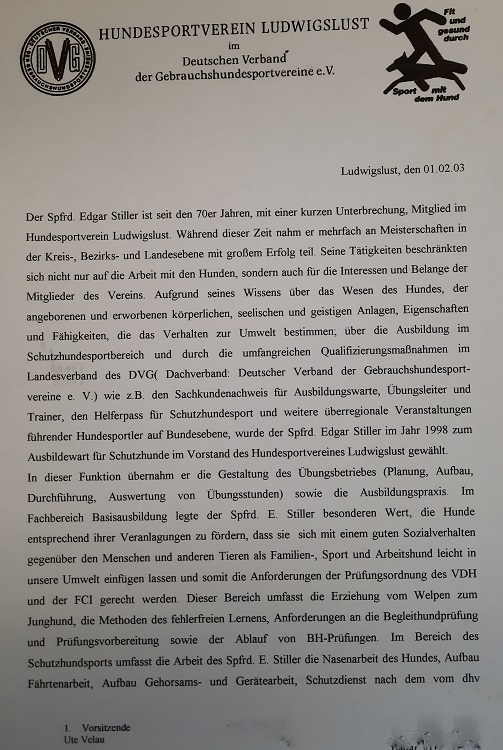 HUNDESPORTVEREIN LUDWIGSLUST
im
Deutschen Verband
der Gebrauchshundesportvereine e.V.
DVG
Fit
und
gesund
durch
Sport mit
dem Hund
Ludwigslust, den 01.02.03
Der Spfrd. Edgar Stiller ist seit den 70er Jahren, mit einer kurzen Unterbrechung, Mitglied im
Hundesportverein Ludwigslust. Während dieser Zeit nahm er mehrfach an Meisterschaften in
der Kreis-, Bezirks- und Landesebene mit großem Erfolg teil. Seine Tätigkeiten beschränkten
sich nicht nur auf die Arbeit mit den Hunden, sondern auch für die Interessen und Belange der
Mitglieder des Vereins. Aufgrund seines Wissens über das Wesen des Hundes, der
angeborenen und erworbenen körperlichen, seelischen und geistigen Anlagen, Eigenschaften
und Fähigkeiten, die das Verhalten zur Umwelt bestimmen; über die Ausbildung im
Schutzhundesportbereich und durch die umfangreichen Qualifizierungsmaßnahmen im
Landesverband des DVG( Dachverband: Deutscher Verband der Gebrauchshundesport-
vereine e. V.) wie z.B. den Sachkundenachweis für Ausbildungswarte, Übungsleiter und
Trainer, den Helferpass für Schutzhundesport und weitere überregionale Veranstaltungen
führender Hundesportler auf Bundesebene, wurde der Spfrd. Edgar Stiller im Jahr 1998 zum
Ausbildewart für Schutzhunde im Vorstand des Hundesportvereines Ludwigslust gewählt.
In dieser Funktion übernahm er die Gestaltung des Übungsbetriebes (Planung, Aufbau,
Durchführung, Auswertung von Übungsstunden) sowie die Ausbildungspraxis. Im
Fachbereich Basisausbildung legte der Spfrd. E. Stiller besonderen Wert, die Hunde
entsprechend ihrer Veranlagungen zu fördern, dass sie sich mit einem guten Sozialverhalten
gegenüber den Menschen und anderen Tieren als Familien-, Sport und Arbeitshund leicht in
unsere Umwelt einfügen lassen und somit die Anforderungen der Prüfungsordnung des VDH
und der FCI gerecht werden. Dieser Bereich umfasst die Erziehung vom Welpen zum
Junghund, die Methoden des fehlerfreien Lernens, Anforderungen an die Begleithundprüfung
und Prüfungsvorbereitung sowie der Ablauf von BH-Prüfungen. Im Bereich des
Schutzhundsports umfasst die Arbeit des Spfrd. E. Stiller die Nasenarbeit des Hundes, Aufbau
Fährtenarbeit, Aufbau Gehorsams- und Gerätearbeit, Schutzdienst nach dem vom dhv
1. Vorsitzende
Ute Velau